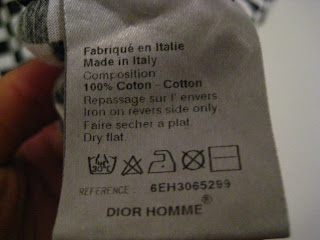 Fabriqué en Italie
Made in Italy
Composition
100% Coton - Cotton
Repassage sur l' envers
Iron on revers side only.
Faire secher a plat.
Dry flat.
REFERENCE : 6EH3065299
DIOR HOMME®